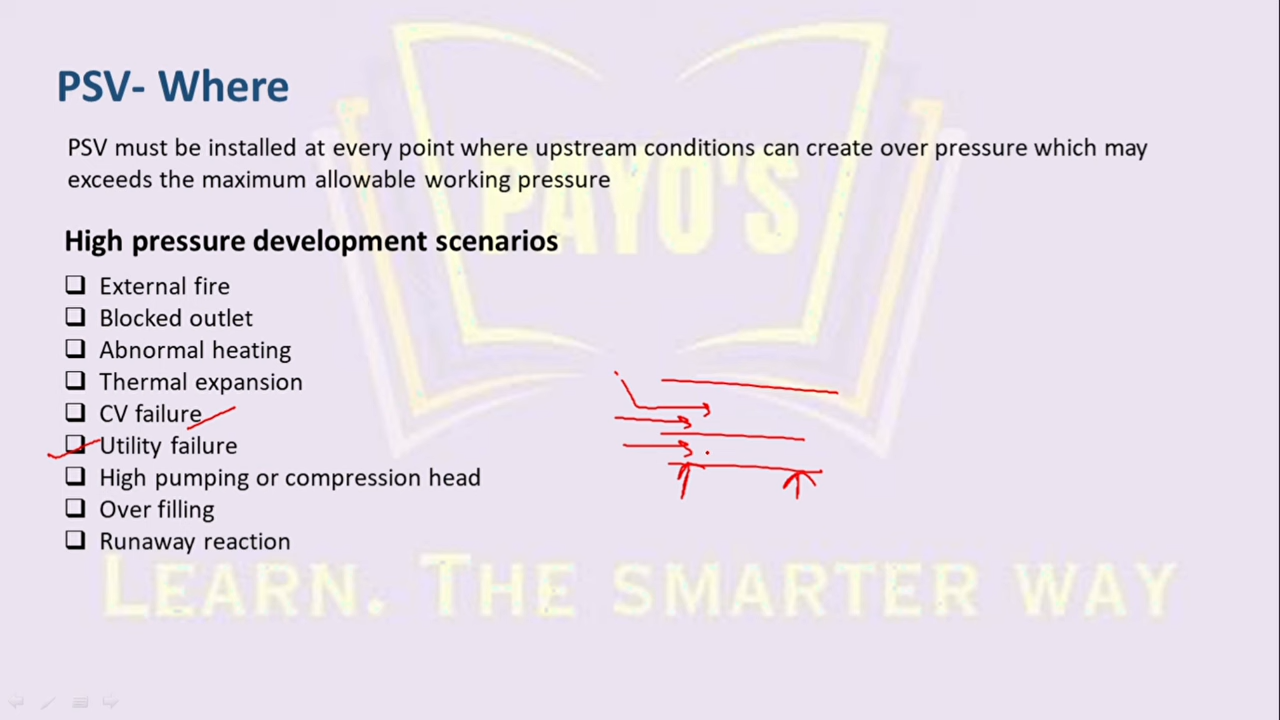 PSV- Where
PSV must be installed at every point where upstream conditions can create over pressure which may
exceeds the maximum allowable working pressure
PAYO'S
High pressure development scenarios
External fire
Blocked outlet
Abnormal heating
Thermal expansion
CV failure
Utility failure
High pumping or compression head
Over filling
Runaway reaction
LEARN. THE SMARTER WAY